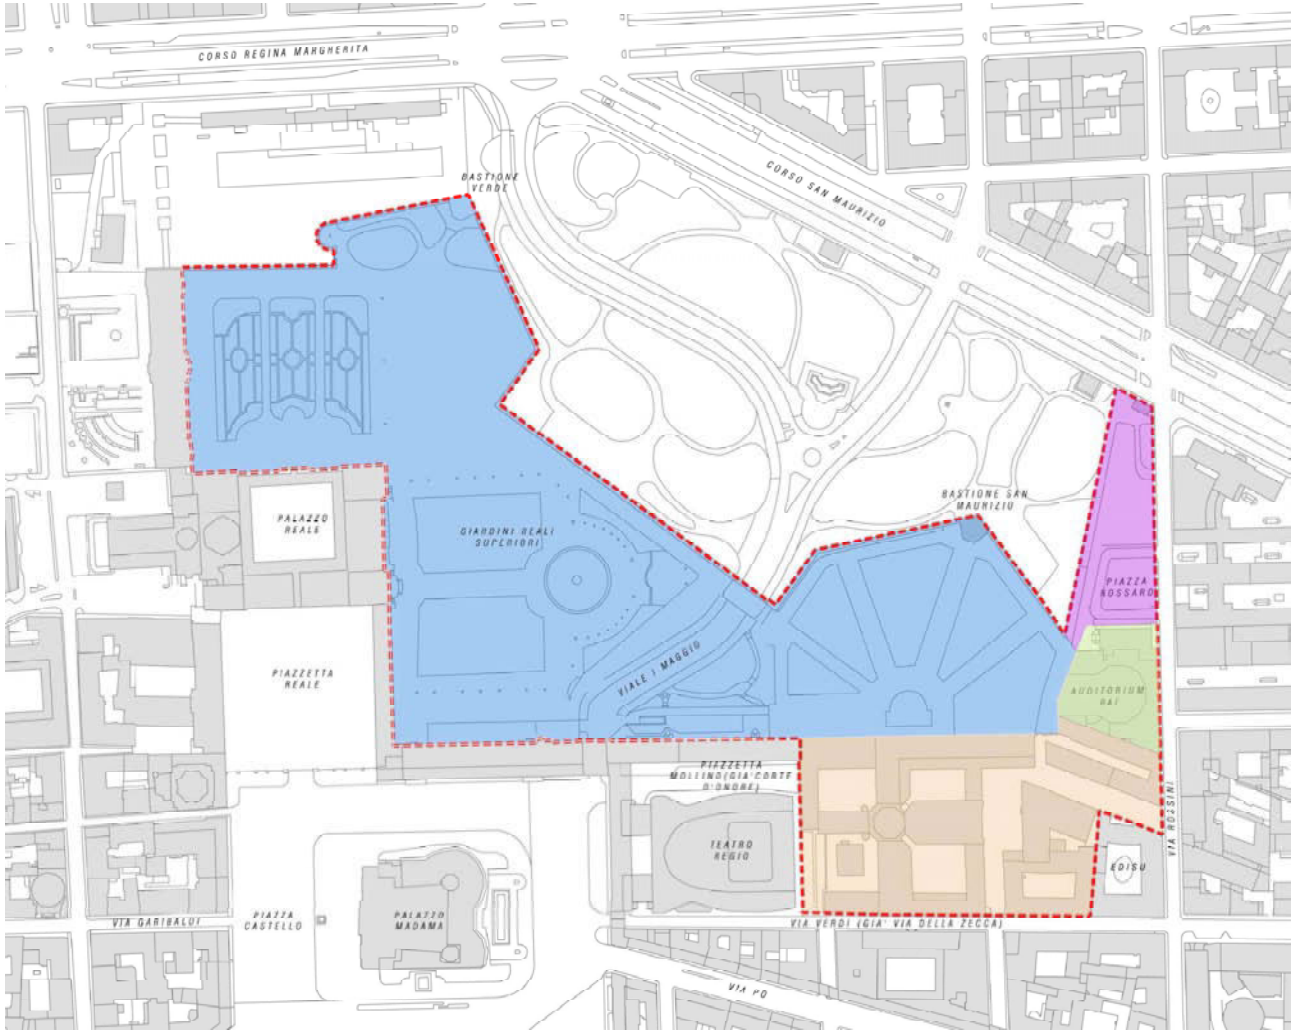 CORSO REGINA MARGHERITA
CORSO SAN MAURIZIO
BASTIONE
VERDE
BASTIONE SAN
MAURIZIO
PALAZZO
REALE
GIARDINI REALI
SUPERIORI
PIAZZA
ROSSARO
PIAZZETTA
REALE
VIALE I MAGGIO
AUDITORIUM
RAI
PIAZZETTA
MOLLINO (GIA' CORTE
D'ONORE)
TEATRO
REGIO
VIA ROSSINI
EDISU
VIA GARIBALDI
PIAZZA
CASTELLO
PALAZZO
MADAMA
VIA VERDI (GIA' VIA DELLA ZECCA)
VIA PO